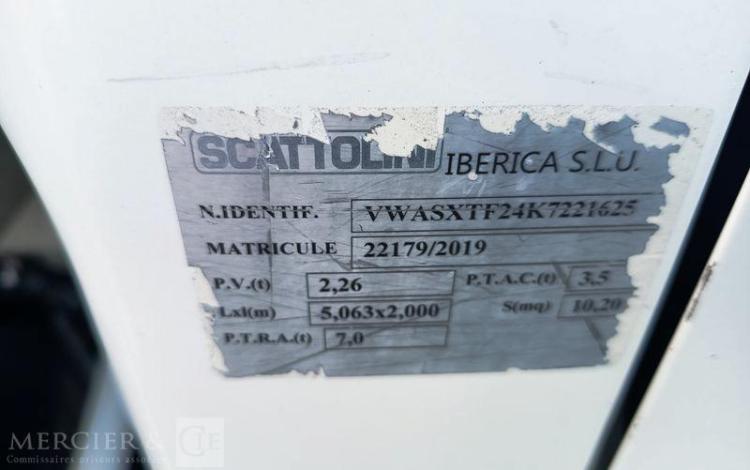 SCATTOLINI IBERICA S.L.U.
N.IDENTIF. VWASXTF24K7221625
MATRICULE 22179/2019
P.V.(t) 2,26 P.T.A.C.(t) 3,5
Lxl(m) 5,063x2,000 S(mq) 10,20
P.T.R.A.(t) 7,0
MERCIER & CIE
Commissaires priseurs associés